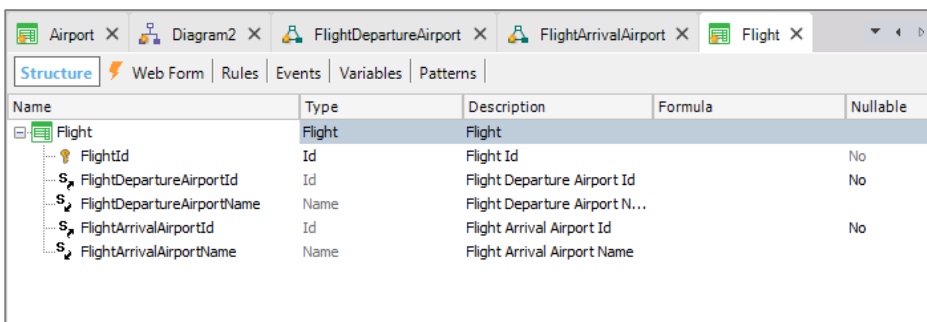 Airport Diagram2 FlightDepartureAirport FlightArrivalAirport Flight
Structure Web Form Rules Events Variables Patterns
Name Type Description Formula Nullable
Flight Flight Flight
FlightId Id Flight Id No
S FlightDepartureAirportId Id Flight Departure Airport Id No
S FlightDepartureAirportName Name Flight Departure Airport N...
S FlightArrivalAirportId Id Flight Arrival Airport Id No
S FlightArrivalAirportName Name Flight Arrival Airport Name